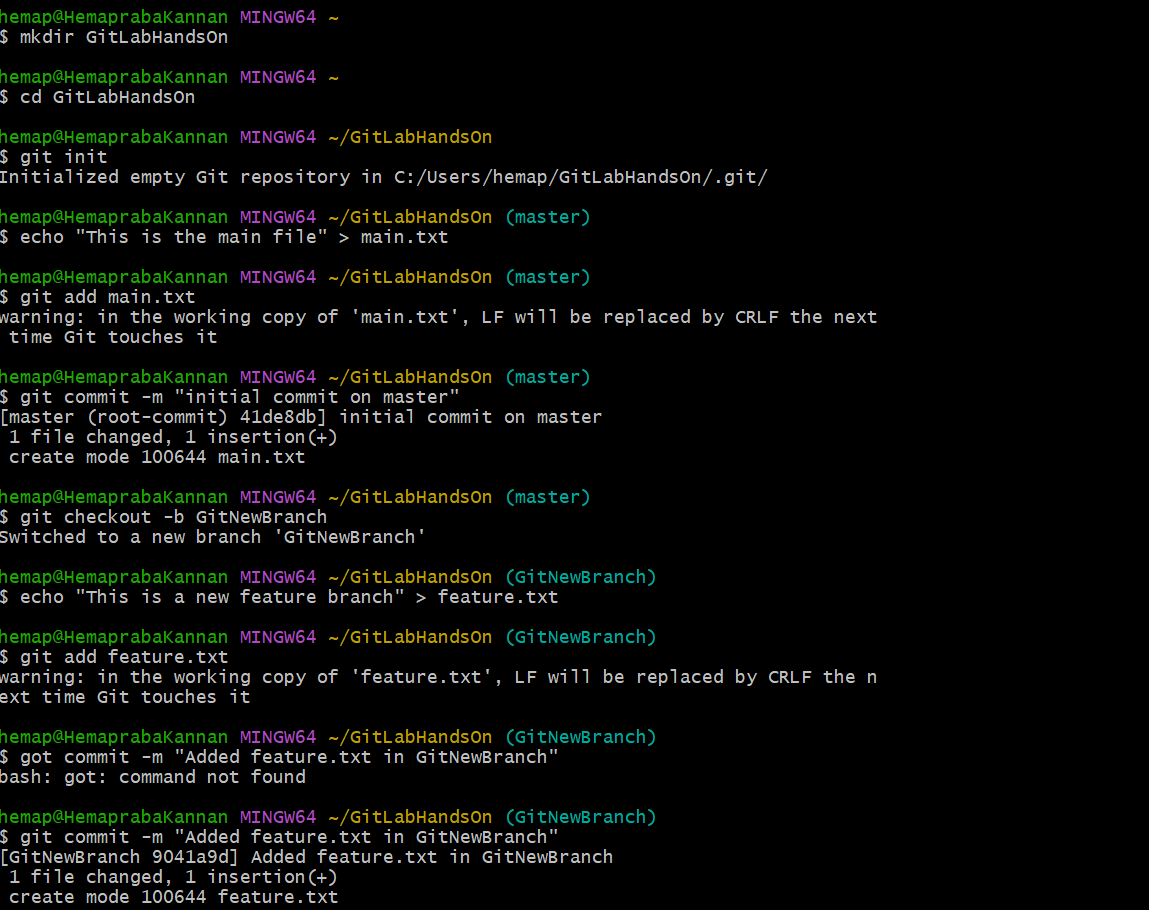 hemap@HemaprabaKannan MINGW64 ~
$ mkdir GitLabHandsOn
hemap@HemaprabaKannan MINGW64 ~
$ cd GitLabHandsOn
hemap@HemaprabaKannan MINGW64 ~/GitLabHandsOn
$ git init
Initialized empty Git repository in C:/Users/hemap/GitLabHandsOn/.git/
hemap@HemaprabaKannan MINGW64 ~/GitLabHandsOn (master)
$ echo "This is the main file" > main.txt
hemap@HemaprabaKannan MINGW64 ~/GitLabHandsOn (master)
$ git add main.txt
warning: in the working copy of 'main.txt', LF will be replaced by CRLF the next
time Git touches it
hemap@HemaprabaKannan MINGW64 ~/GitLabHandsOn (master)
$ git commit -m "initial commit on master"
[master (root-commit) 41de8db] initial commit on master
1 file changed, 1 insertion(+)
create mode 100644 main.txt
hemap@HemaprabaKannan MINGW64 ~/GitLabHandsOn (master)
$ git checkout -b GitNewBranch
Switched to a new branch 'GitNewBranch'
hemap@HemaprabaKannan MINGW64 ~/GitLabHandsOn (GitNewBranch)
$ echo "This is a new feature branch" > feature.txt
hemap@HemaprabaKannan MINGW64 ~/GitLabHandsOn (GitNewBranch)
$ git add feature.txt
warning: in the working copy of 'feature.txt', LF will be replaced by CRLF the n
ext time Git touches it
hemap@HemaprabaKannan MINGW64 ~/GitLabHandsOn (GitNewBranch)
$ got commit -m "Added feature.txt in GitNewBranch"
bash: got: command not found
hemap@HemaprabaKannan MINGW64 ~/GitLabHandsOn (GitNewBranch)
$ git commit -m "Added feature.txt in GitNewBranch"
[GitNewBranch 9041a9d] Added feature.txt in GitNewBranch
1 file changed, 1 insertion(+)
create mode 100644 feature.txt